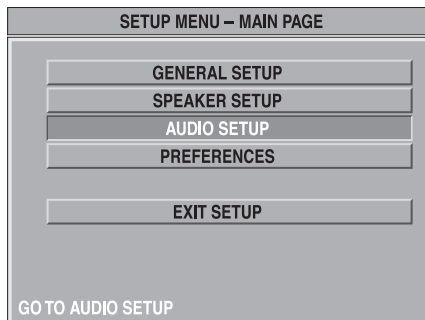 SETUP MENU – MAIN PAGE
GENERAL SETUP
SPEAKER SETUP
AUDIO SETUP
PREFERENCES
EXIT SETUP
GO TO AUDIO SETUP